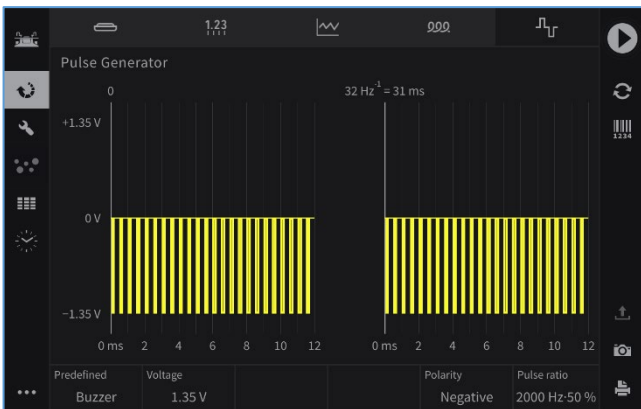 1.23
Pulse Generator
0
32 Hz⁻¹ = 31 ms
+1.35 V
0 V
−1.35 V
0 ms 2 4 6 8 10 12
0 ms 2 4 6 8 10 12
Predefined Voltage Polarity Pulse ratio
Buzzer 1.35 V Negative 2000 Hz·50 %
1234